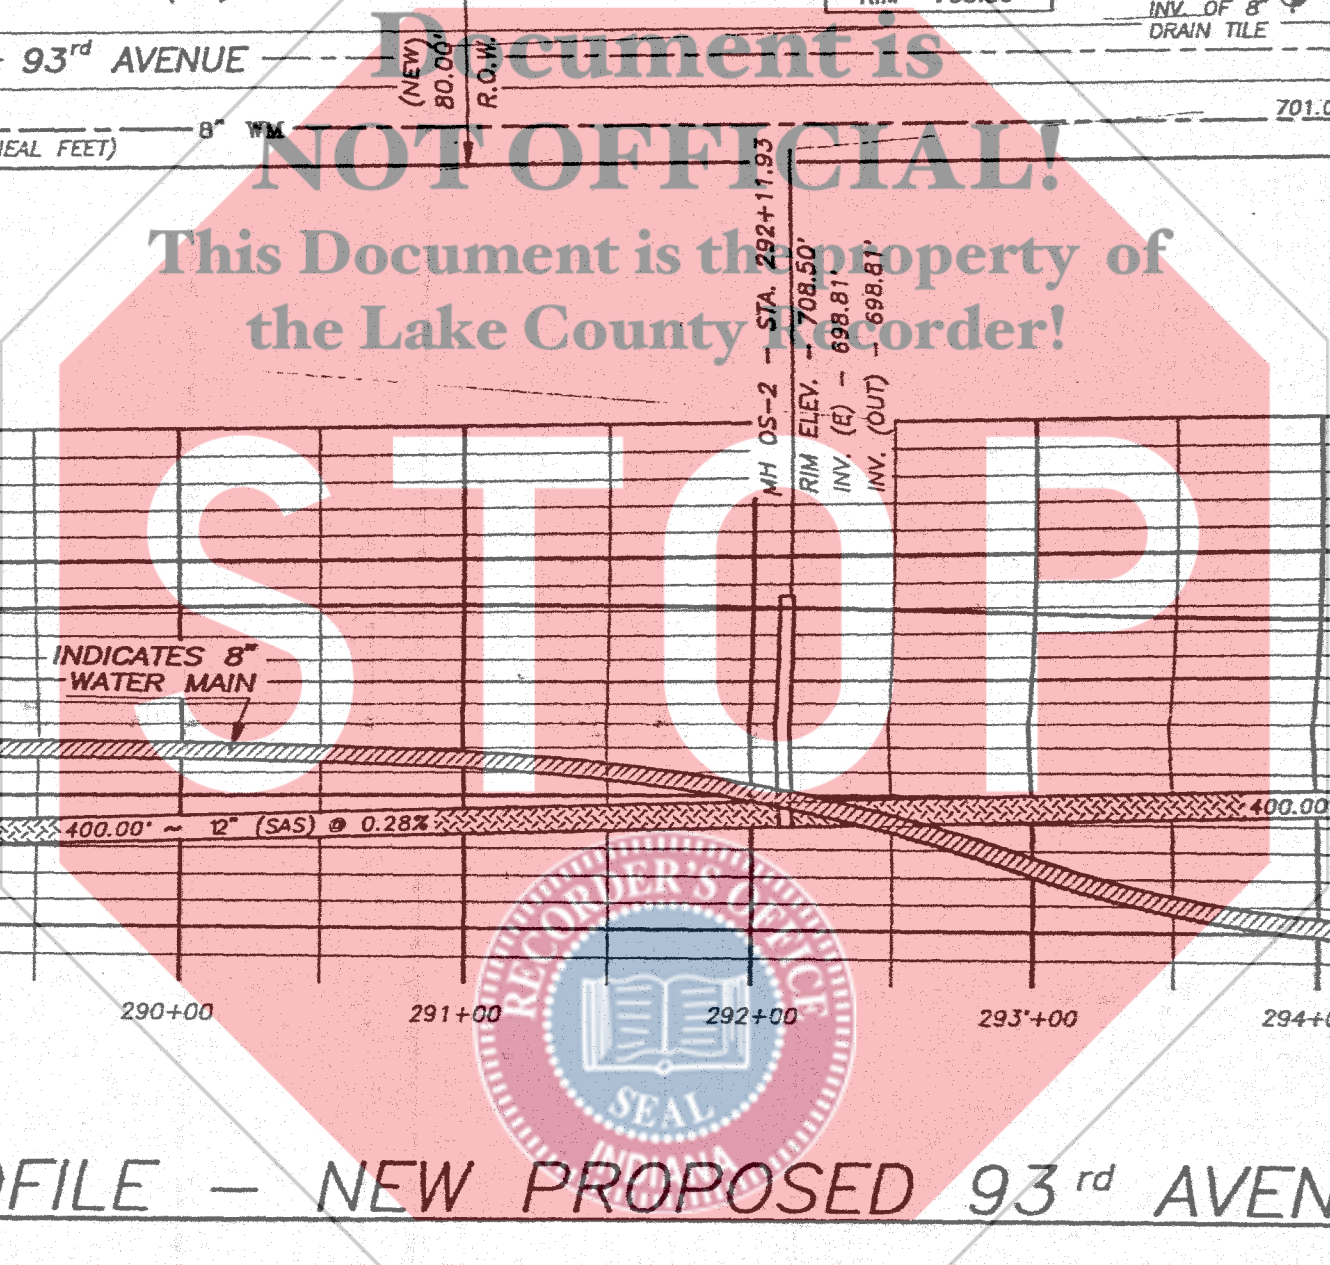 INV. OF 8"
DRAIN TILE
93rd AVENUE
(NEW)
80.00'
R.O.W.
Document is
NOT OFFICIAL!
This Document is the property of
the Lake County Recorder!
8" WM
701.0
NEAL FEET)
MH OS-2 - STA. 292+11.93
RIM ELEV. - 708.50'
INV. (E) - 698.81'
INV. (OUT) - 698.81'
STOP
INDICATES 8"
WATER MAIN
400.00' ~ 12" (SAS) @ 0.28%
400.00
290+00
291+00
292+00
293+00
294+0
RECORDER'S OFFICE
SEAL
INDIANA
OFILE - NEW PROPOSED 93rd AVEN